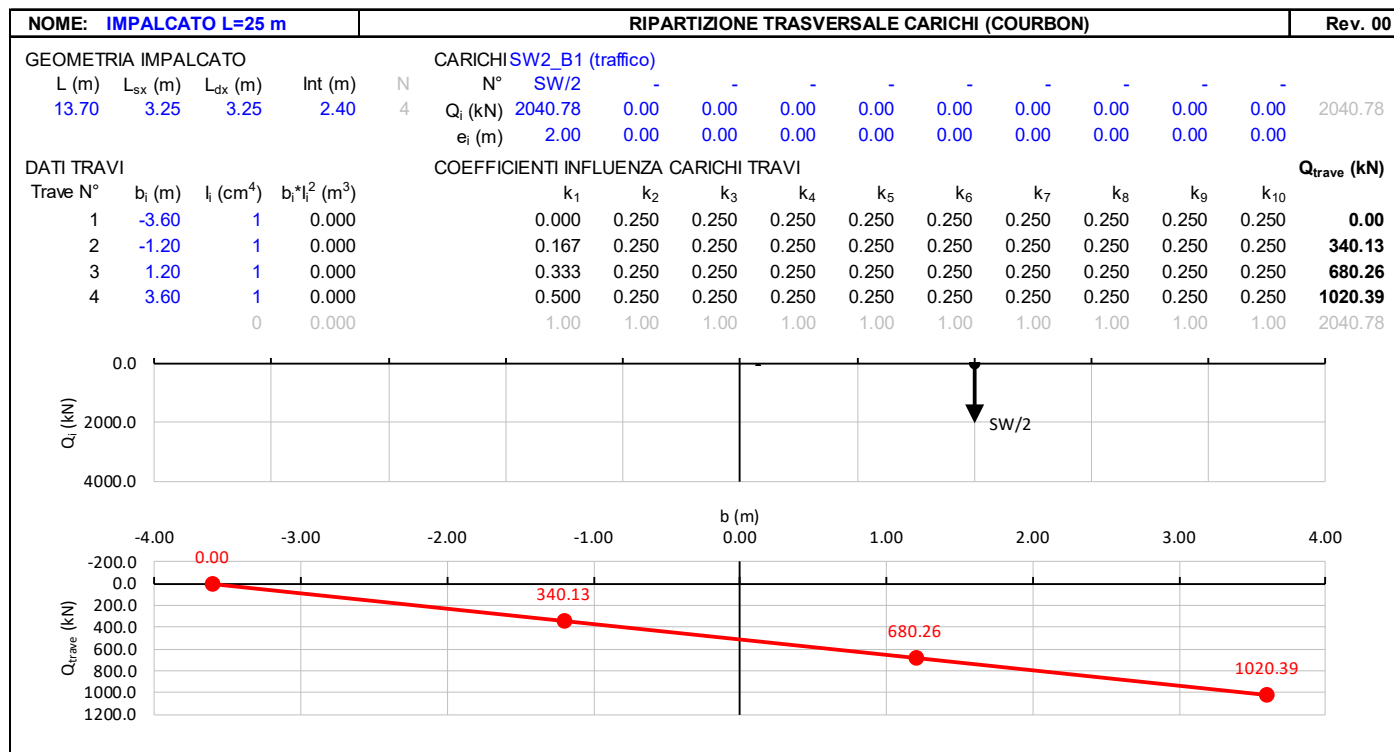 NOME: IMPALCATO L=25 m RIPARTIZIONE TRASVERSALE CARICHI (COURBON) Rev. 00
GEOMETRIA IMPALCATO CARICHI SW2_B1 (traffico)
L (m) Lsx (m) Ldx (m) Int (m) N N° SW/2 - - - - - - - - -
13.70 3.25 3.25 2.40 4 Qi (kN) 2040.78 0.00 0.00 0.00 0.00 0.00 0.00 0.00 0.00 0.00 2040.78
ei (m) 2.00 0.00 0.00 0.00 0.00 0.00 0.00 0.00 0.00 0.00
DATI TRAVI COEFFICIENTI INFLUENZA CARICHI TRAVI Qtrave (kN)
Trave N° bi (m) Ii (cm4) bi*Ii2 (m3) k1 k2 k3 k4 k5 k6 k7 k8 k9 k10
1 -3.60 1 0.000 0.000 0.250 0.250 0.250 0.250 0.250 0.250 0.250 0.250 0.250 0.00
2 -1.20 1 0.000 0.167 0.250 0.250 0.250 0.250 0.250 0.250 0.250 0.250 0.250 340.13
3 1.20 1 0.000 0.333 0.250 0.250 0.250 0.250 0.250 0.250 0.250 0.250 0.250 680.26
4 3.60 1 0.000 0.500 0.250 0.250 0.250 0.250 0.250 0.250 0.250 0.250 0.250 1020.39
0 0.000 1.00 1.00 1.00 1.00 1.00 1.00 1.00 1.00 1.00 1.00 2040.78
0.0
2000.0
4000.0
Qi (kN)
SW/2
b (m)
-4.00 -3.00 -2.00 -1.00 0.00 1.00 2.00 3.00 4.00
-200.0
0.0
200.0
400.0
600.0
800.0
1000.0
1200.0
Qtrave (kN)
0.00
340.13
680.26
1020.39